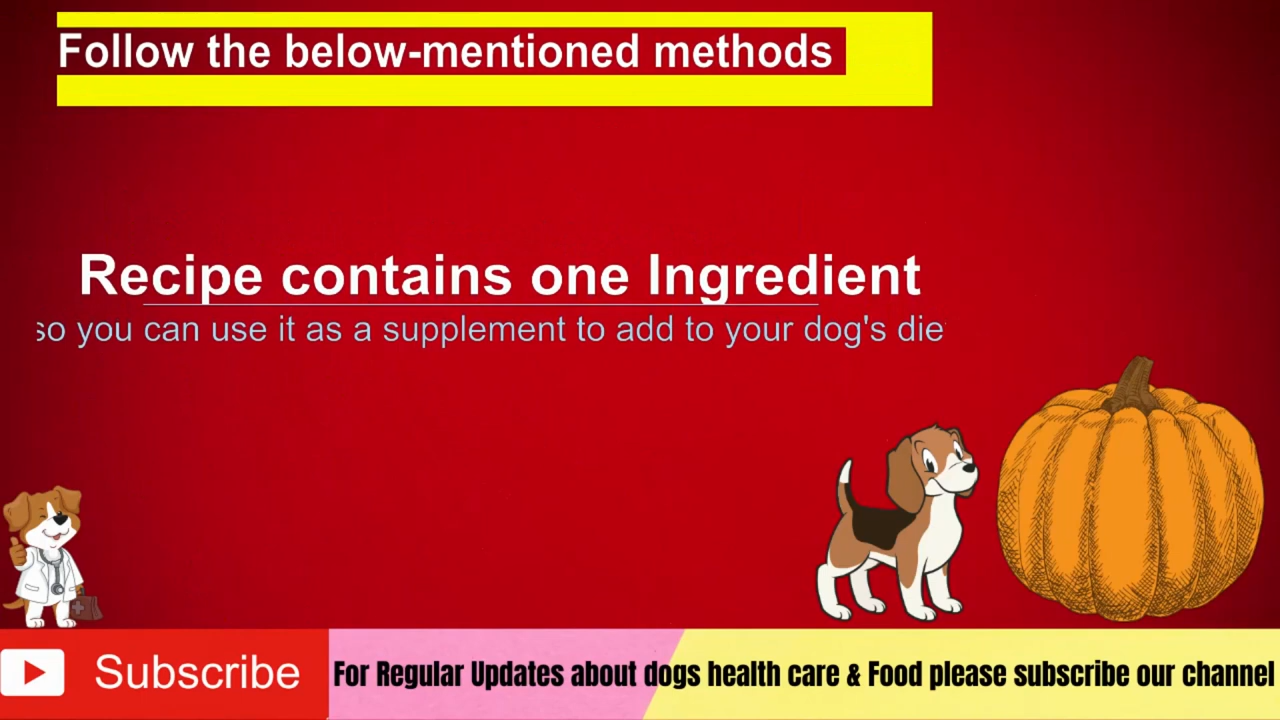 Follow the below-mentioned methods
Recipe contains one Ingredient
so you can use it as a supplement to add to your dog's die
Subscribe
For Regular Updates about dogs health care & Food please subscribe our channel